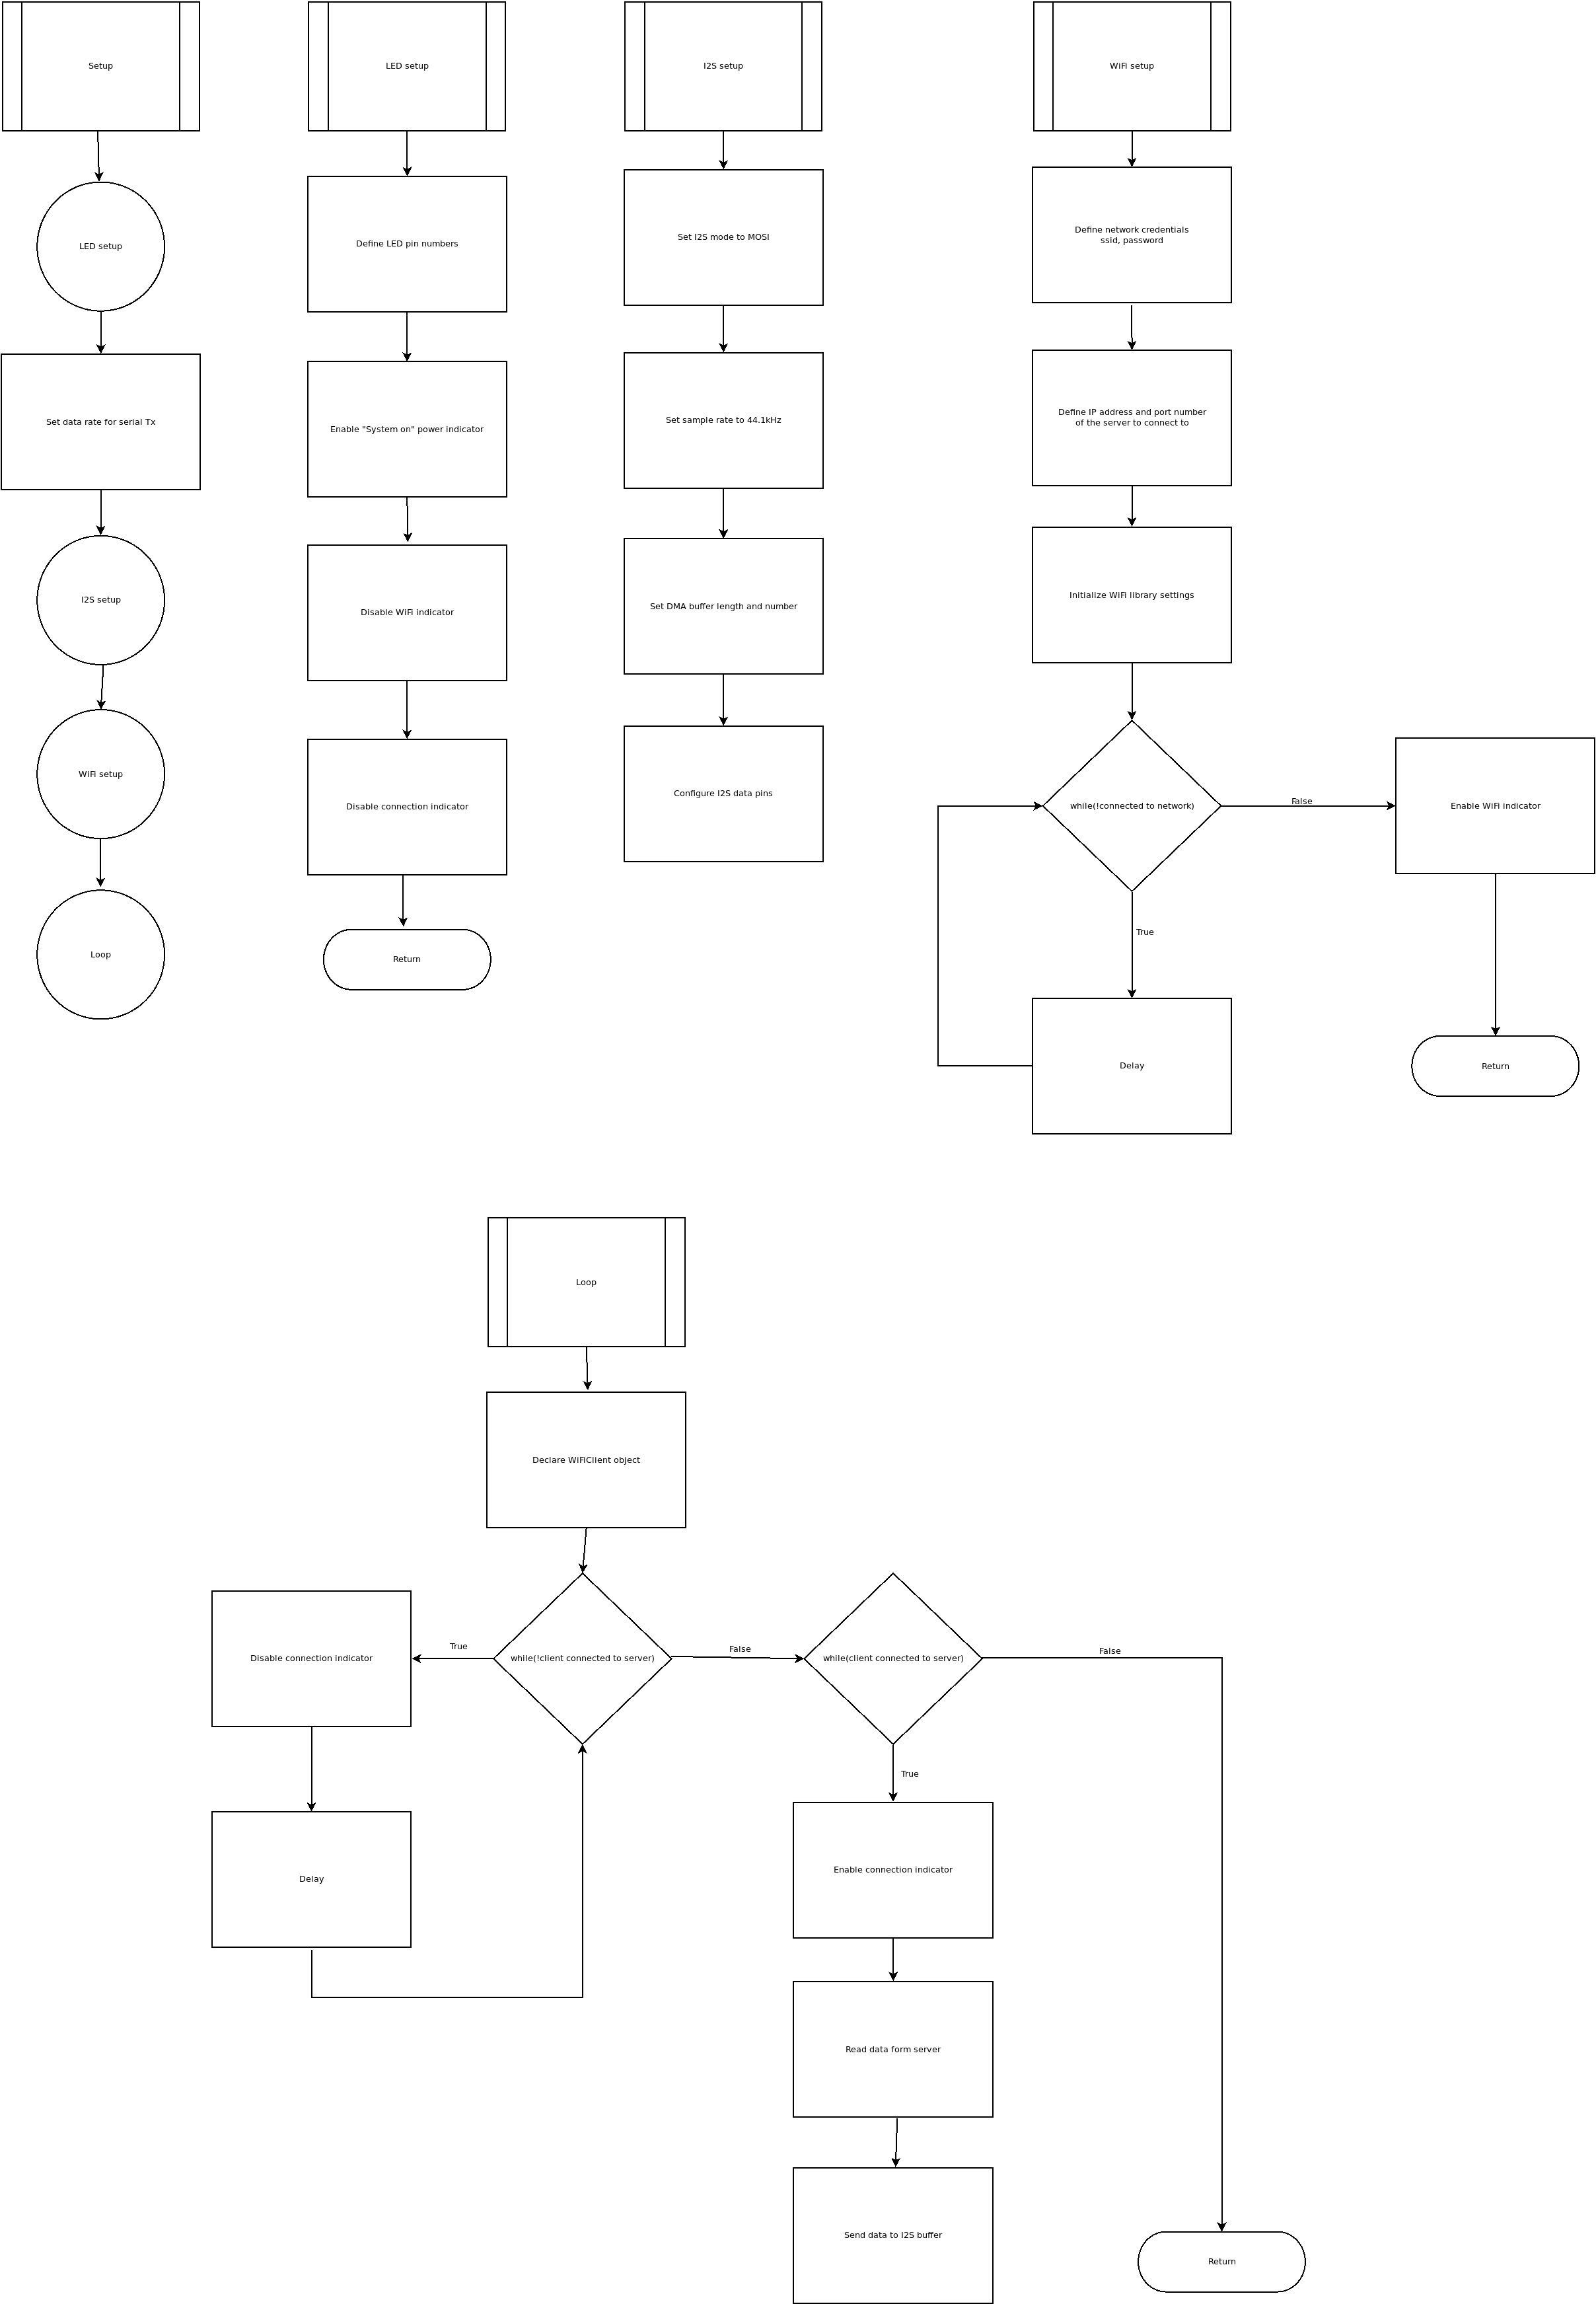 Setup
LED setup
Set data rate for serial Tx
I2S setup
WiFi setup
Loop
LED setup
Define LED pin numbers
Enable "System on" power indicator
Disable WiFi indicator
Disable connection indicator
Return
I2S setup
Set I2S mode to MOSI
Set sample rate to 44.1kHz
Set DMA buffer length and number
Configure I2S data pins
WiFi setup
Define network credentials
ssid, password
Define IP address and port number
of the server to connect to
Initialize WiFi library settings
while(!connected to network)
False
Enable WiFi indicator
True
Delay
Return
Loop
Declare WiFiClient object
while(!client connected to server)
True
Disable connection indicator
Delay
False
while(client connected to server)
False
True
Enable connection indicator
Read data form server
Send data to I2S buffer
Return